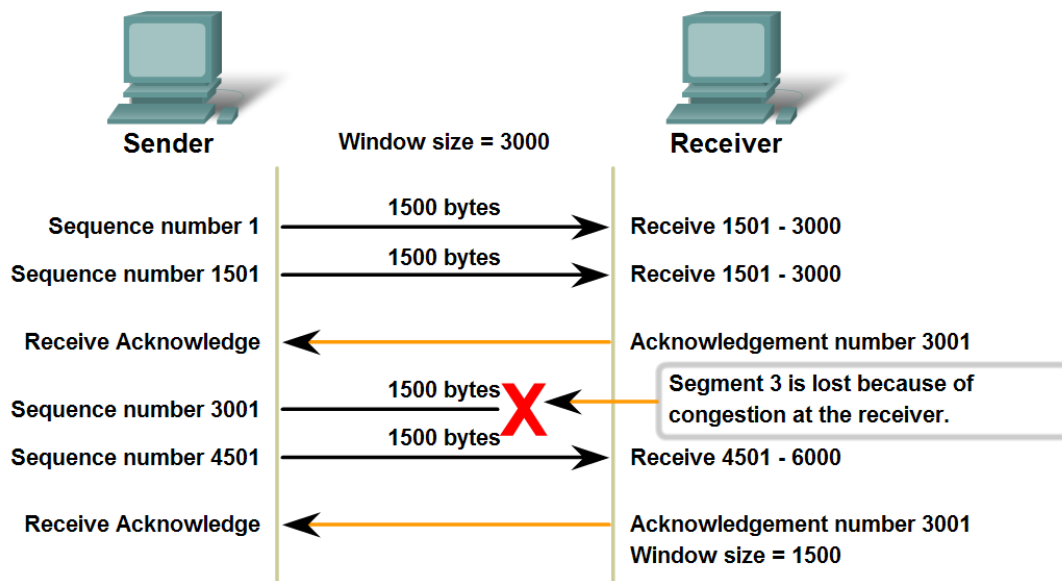 Sender
Window size = 3000
Receiver
Sequence number 1
1500 bytes
Receive 1501 - 3000
Sequence number 1501
1500 bytes
Receive 1501 - 3000
Receive Acknowledge
Acknowledgement number 3001
Segment 3 is lost because of
congestion at the receiver.
Sequence number 3001
1500 bytes
X
Sequence number 4501
1500 bytes
Receive 4501 - 6000
Receive Acknowledge
Acknowledgement number 3001
Window size = 1500